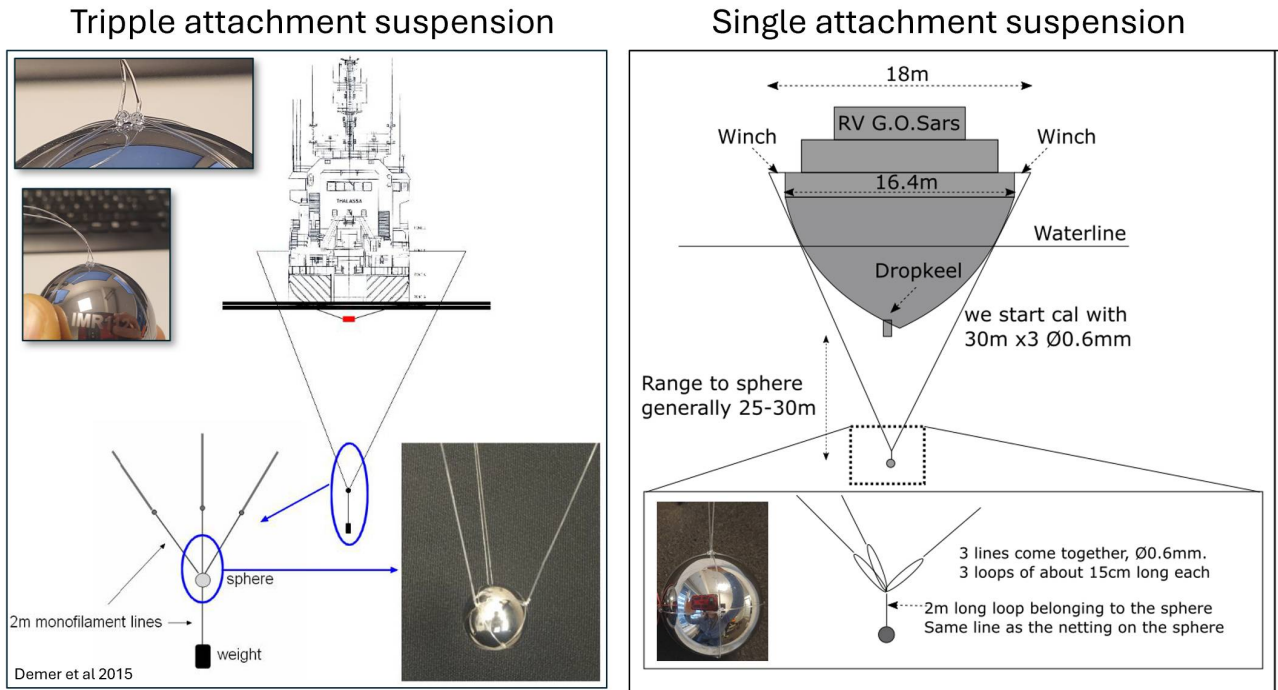 Tripple attachment suspension
Single attachment suspension
THALASSA
IMR
sphere
2m monofilament lines
weight
Demer et al 2015
18m
RV G.O.Sars
Winch
Winch
16.4m
Waterline
Dropkeel
we start cal with
30m x3 Ø0.6mm
Range to sphere
generally 25-30m
3 lines come together, Ø0.6mm.
3 loops of about 15cm long each
2m long loop belonging to the sphere
Same line as the netting on the sphere